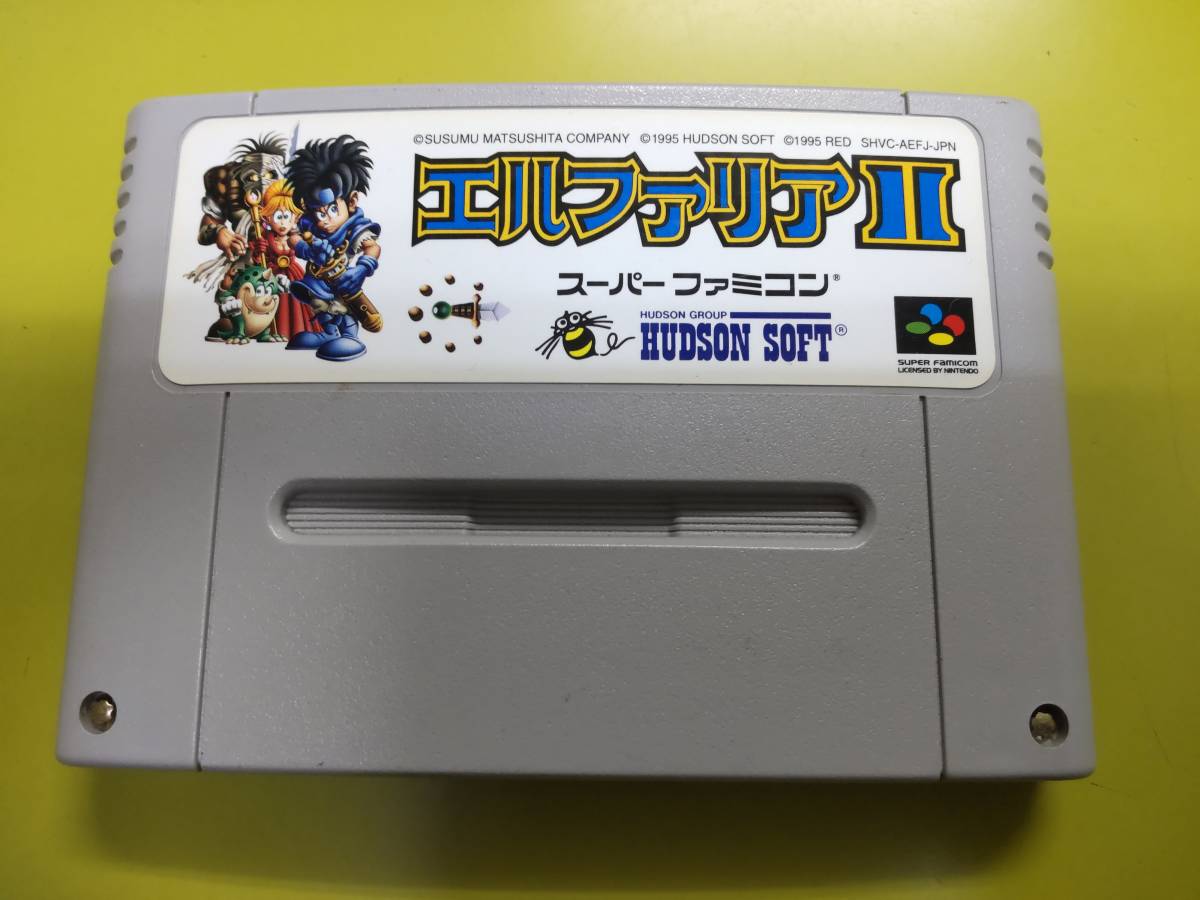 ©SUSUMU MATSUSHITA COMPANY ©1995 HUDSON SOFT ©1995 RED SHVC-AEFJ-JPN
エルファリアII
スーパーファミコン®
HUDSON GROUP
HUDSON SOFT®
SUPER FAMICOM
LICENSED BY NINTENDO